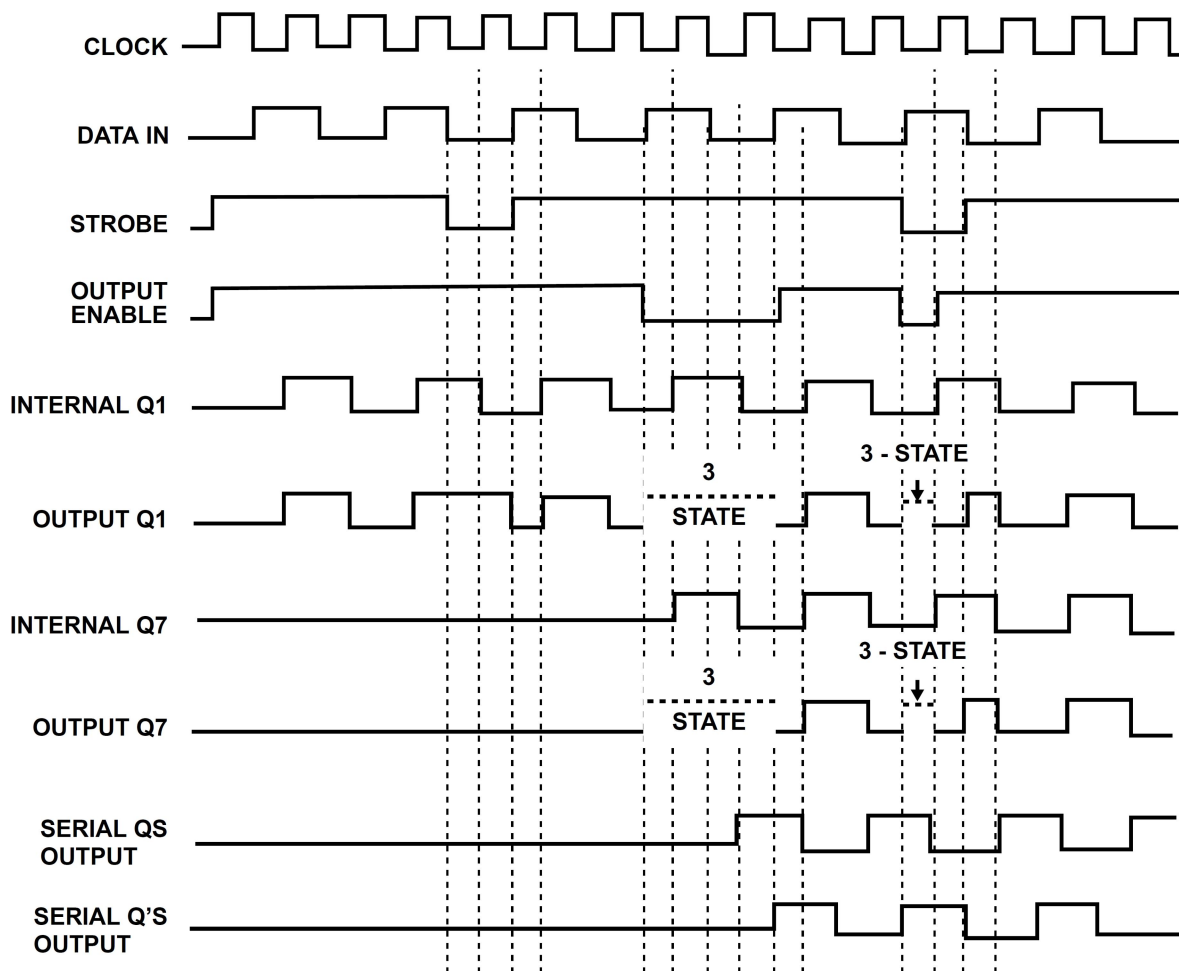 CLOCK
DATA IN
STROBE
OUTPUT
ENABLE
INTERNAL Q1
3 - STATE
3
STATE
OUTPUT Q1
INTERNAL Q7
3 - STATE
3
STATE
OUTPUT Q7
SERIAL QS
OUTPUT
SERIAL Q'S
OUTPUT